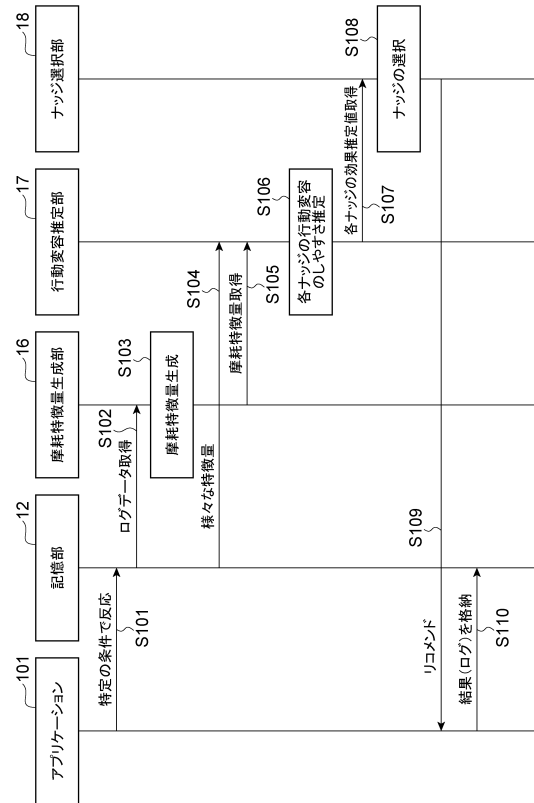 101
アプリケーション
12
記憶部
16
摩耗特徴量生成部
17
行動変容推定部
18
ナッジ選択部
特定の条件で反応
S101
ログデータ取得
S102
摩耗特徴量生成
S103
様々な特徴量
S104
摩耗特徴量取得
S105
各ナッジの行動変容
のしやすさ推定
S106
各ナッジの効果推定値取得
S107
ナッジの選択
S108
リコメンド
S109
結果(ログ)を格納
S110